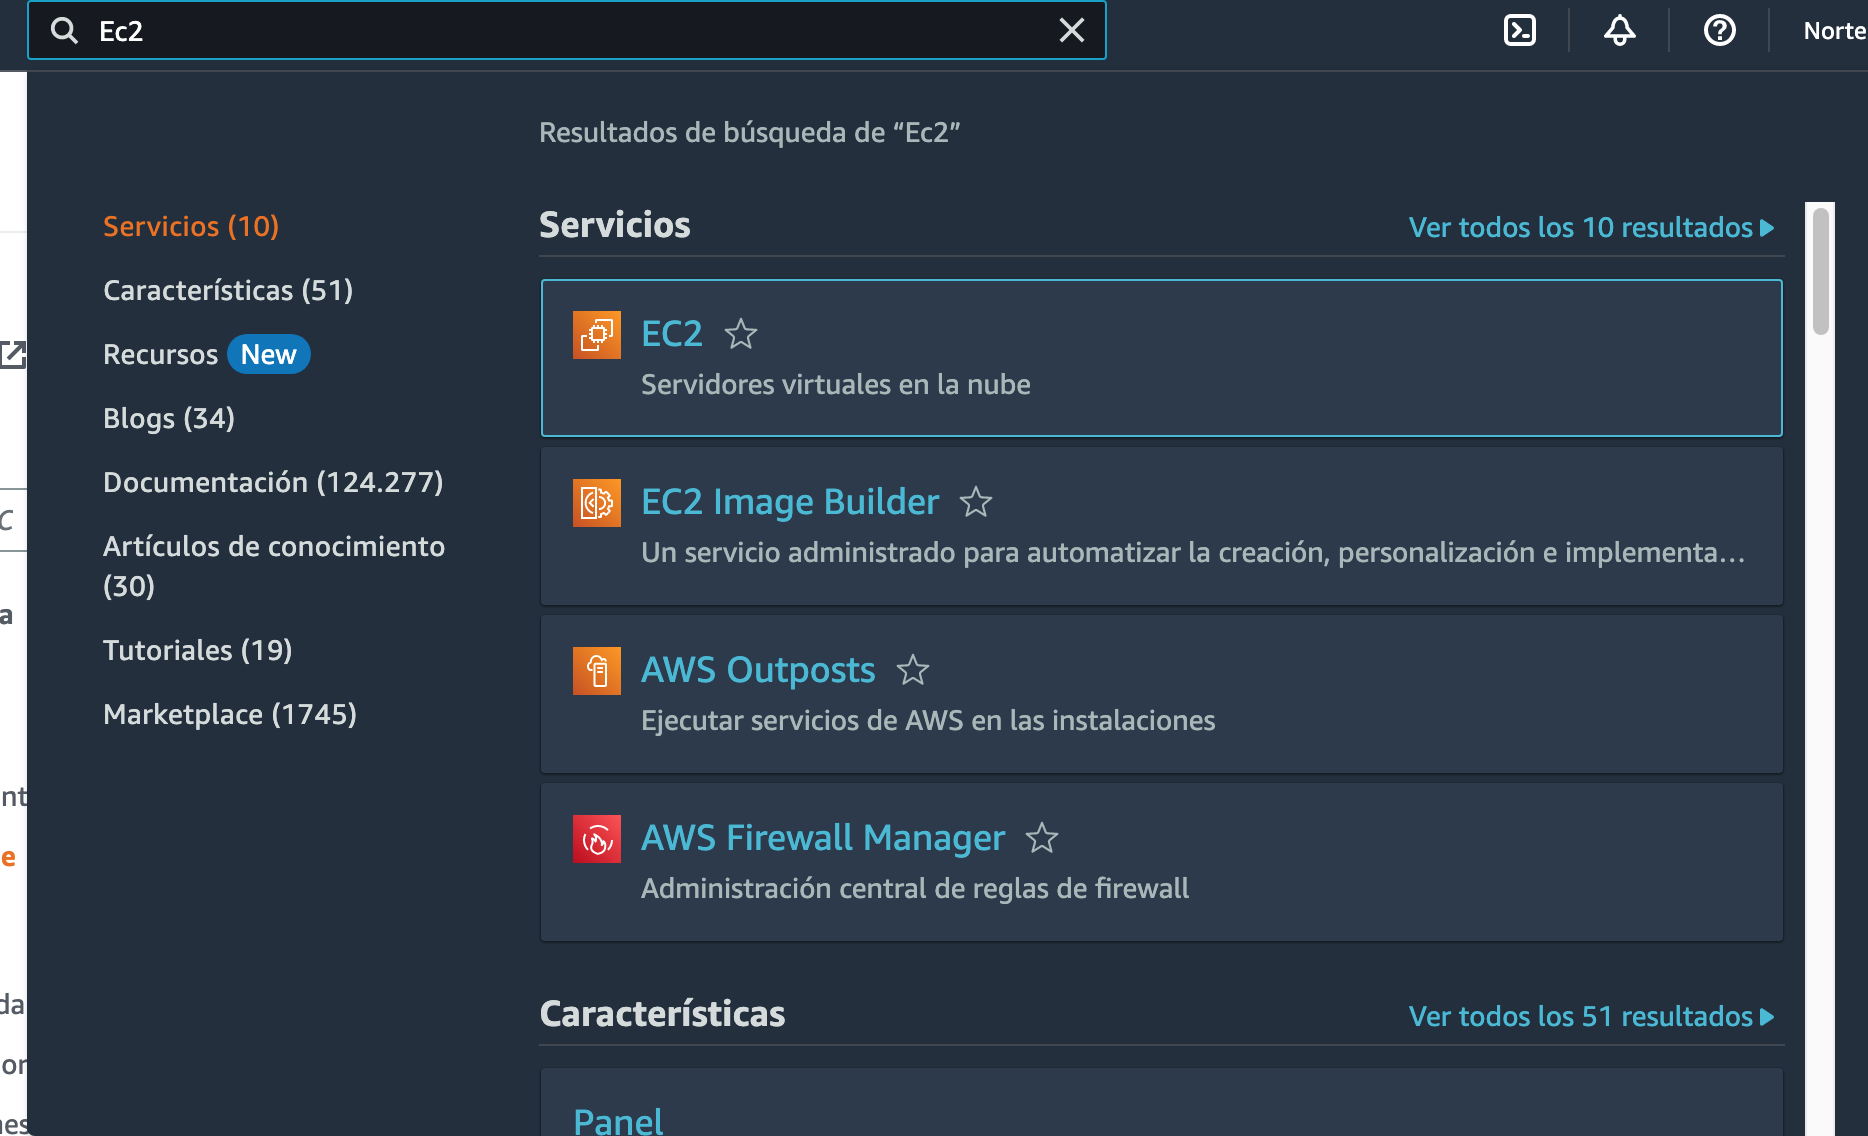 Ec2
Norte
Resultados de búsqueda de “Ec2”
Servicios (10)
Características (51)
Recursos New
Blogs (34)
Documentación (124.277)
Artículos de conocimiento
(30)
Tutoriales (19)
Marketplace (1745)
Servicios
Ver todos los 10 resultados
EC2
Servidores virtuales en la nube
EC2 Image Builder
Un servicio administrado para automatizar la creación, personalización e implementa...
AWS Outposts
Ejecutar servicios de AWS en las instalaciones
AWS Firewall Manager
Administración central de reglas de firewall
Características
Ver todos los 51 resultados
Panel